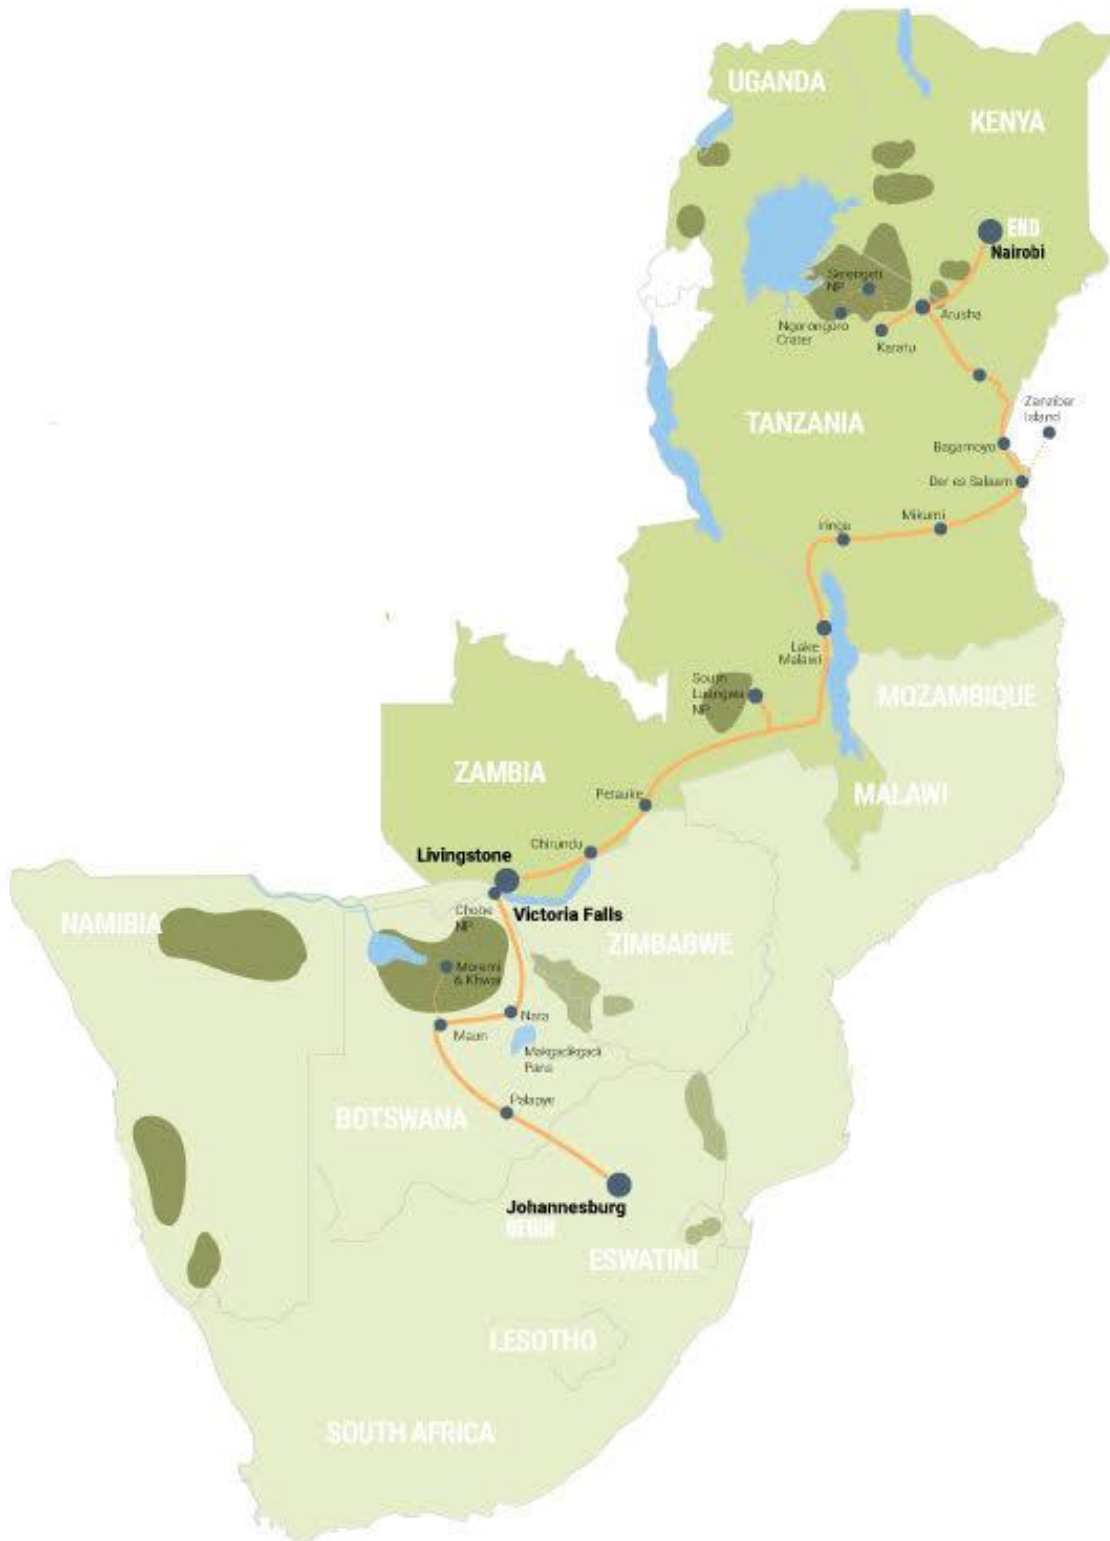 UGANDA
KENYA
END
Nairobi
Serengeti
NP
Ngorongoro
Crater
Arusha
Karatu
TANZANIA
Zanzibar
Island
Bagamoyo
Dar es Salaam
Mikumi
Iringa
Lake
Malawi
South
Luangwa
NP
MOZAMBIQUE
ZAMBIA
MALAWI
Petauke
Chirundu
Livingstone
Chobe
NP
Victoria Falls
NAMIBIA
ZIMBABWE
Moremi
& Khwai
Nata
Maun
Makgadikgadi
Pans
Palapye
BOTSWANA
Johannesburg
BEGIN
ESWATINI
LESOTHO
SOUTH AFRICA